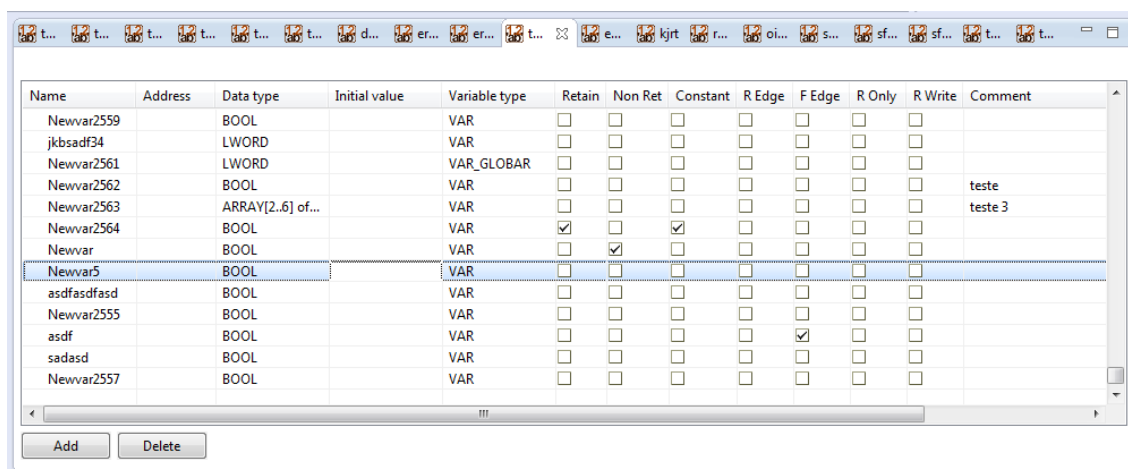 t... t... t... t... t... t... d... er... er... t... e... kjrt r... oi... s... sf... sf... t... t...
Name Address Data type Initial value Variable type Retain Non Ret Constant R Edge F Edge R Only R Write Comment
Newvar2559 BOOL VAR
jkbsadf34 LWORD VAR
Newvar2561 LWORD VAR_GLOBAR
Newvar2562 BOOL VAR teste
Newvar2563 ARRAY[2..6] of... VAR teste 3
Newvar2564 BOOL VAR
Newvar BOOL VAR
Newvar5 BOOL VAR
asdfasdfasd BOOL VAR
Newvar2555 BOOL VAR
asdf BOOL VAR
sadasd BOOL VAR
Newvar2557 BOOL VAR
Add Delete